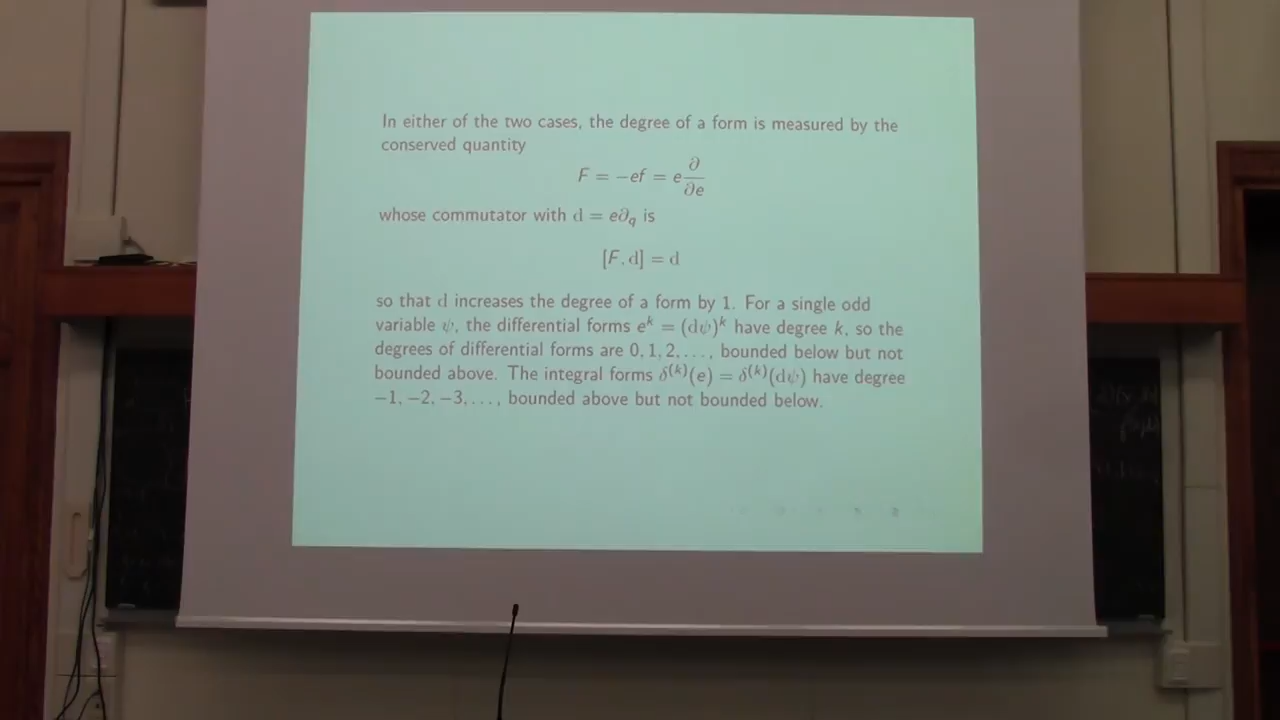 In either of the two cases, the degree of a form is measured by the
conserved quantity
F = −ef = e ∂/∂e
whose commutator with d = e∂_q is
[F, d] = d
so that d increases the degree of a form by 1. For a single odd
variable ψ, the differential forms e^k = (dψ)^k have degree k, so the
degrees of differential forms are 0, 1, 2, . . . , bounded below but not
bounded above. The integral forms δ^(k)(e) = δ^(k)(dψ) have degree
−1, −2, −3, . . . , bounded above but not bounded below.